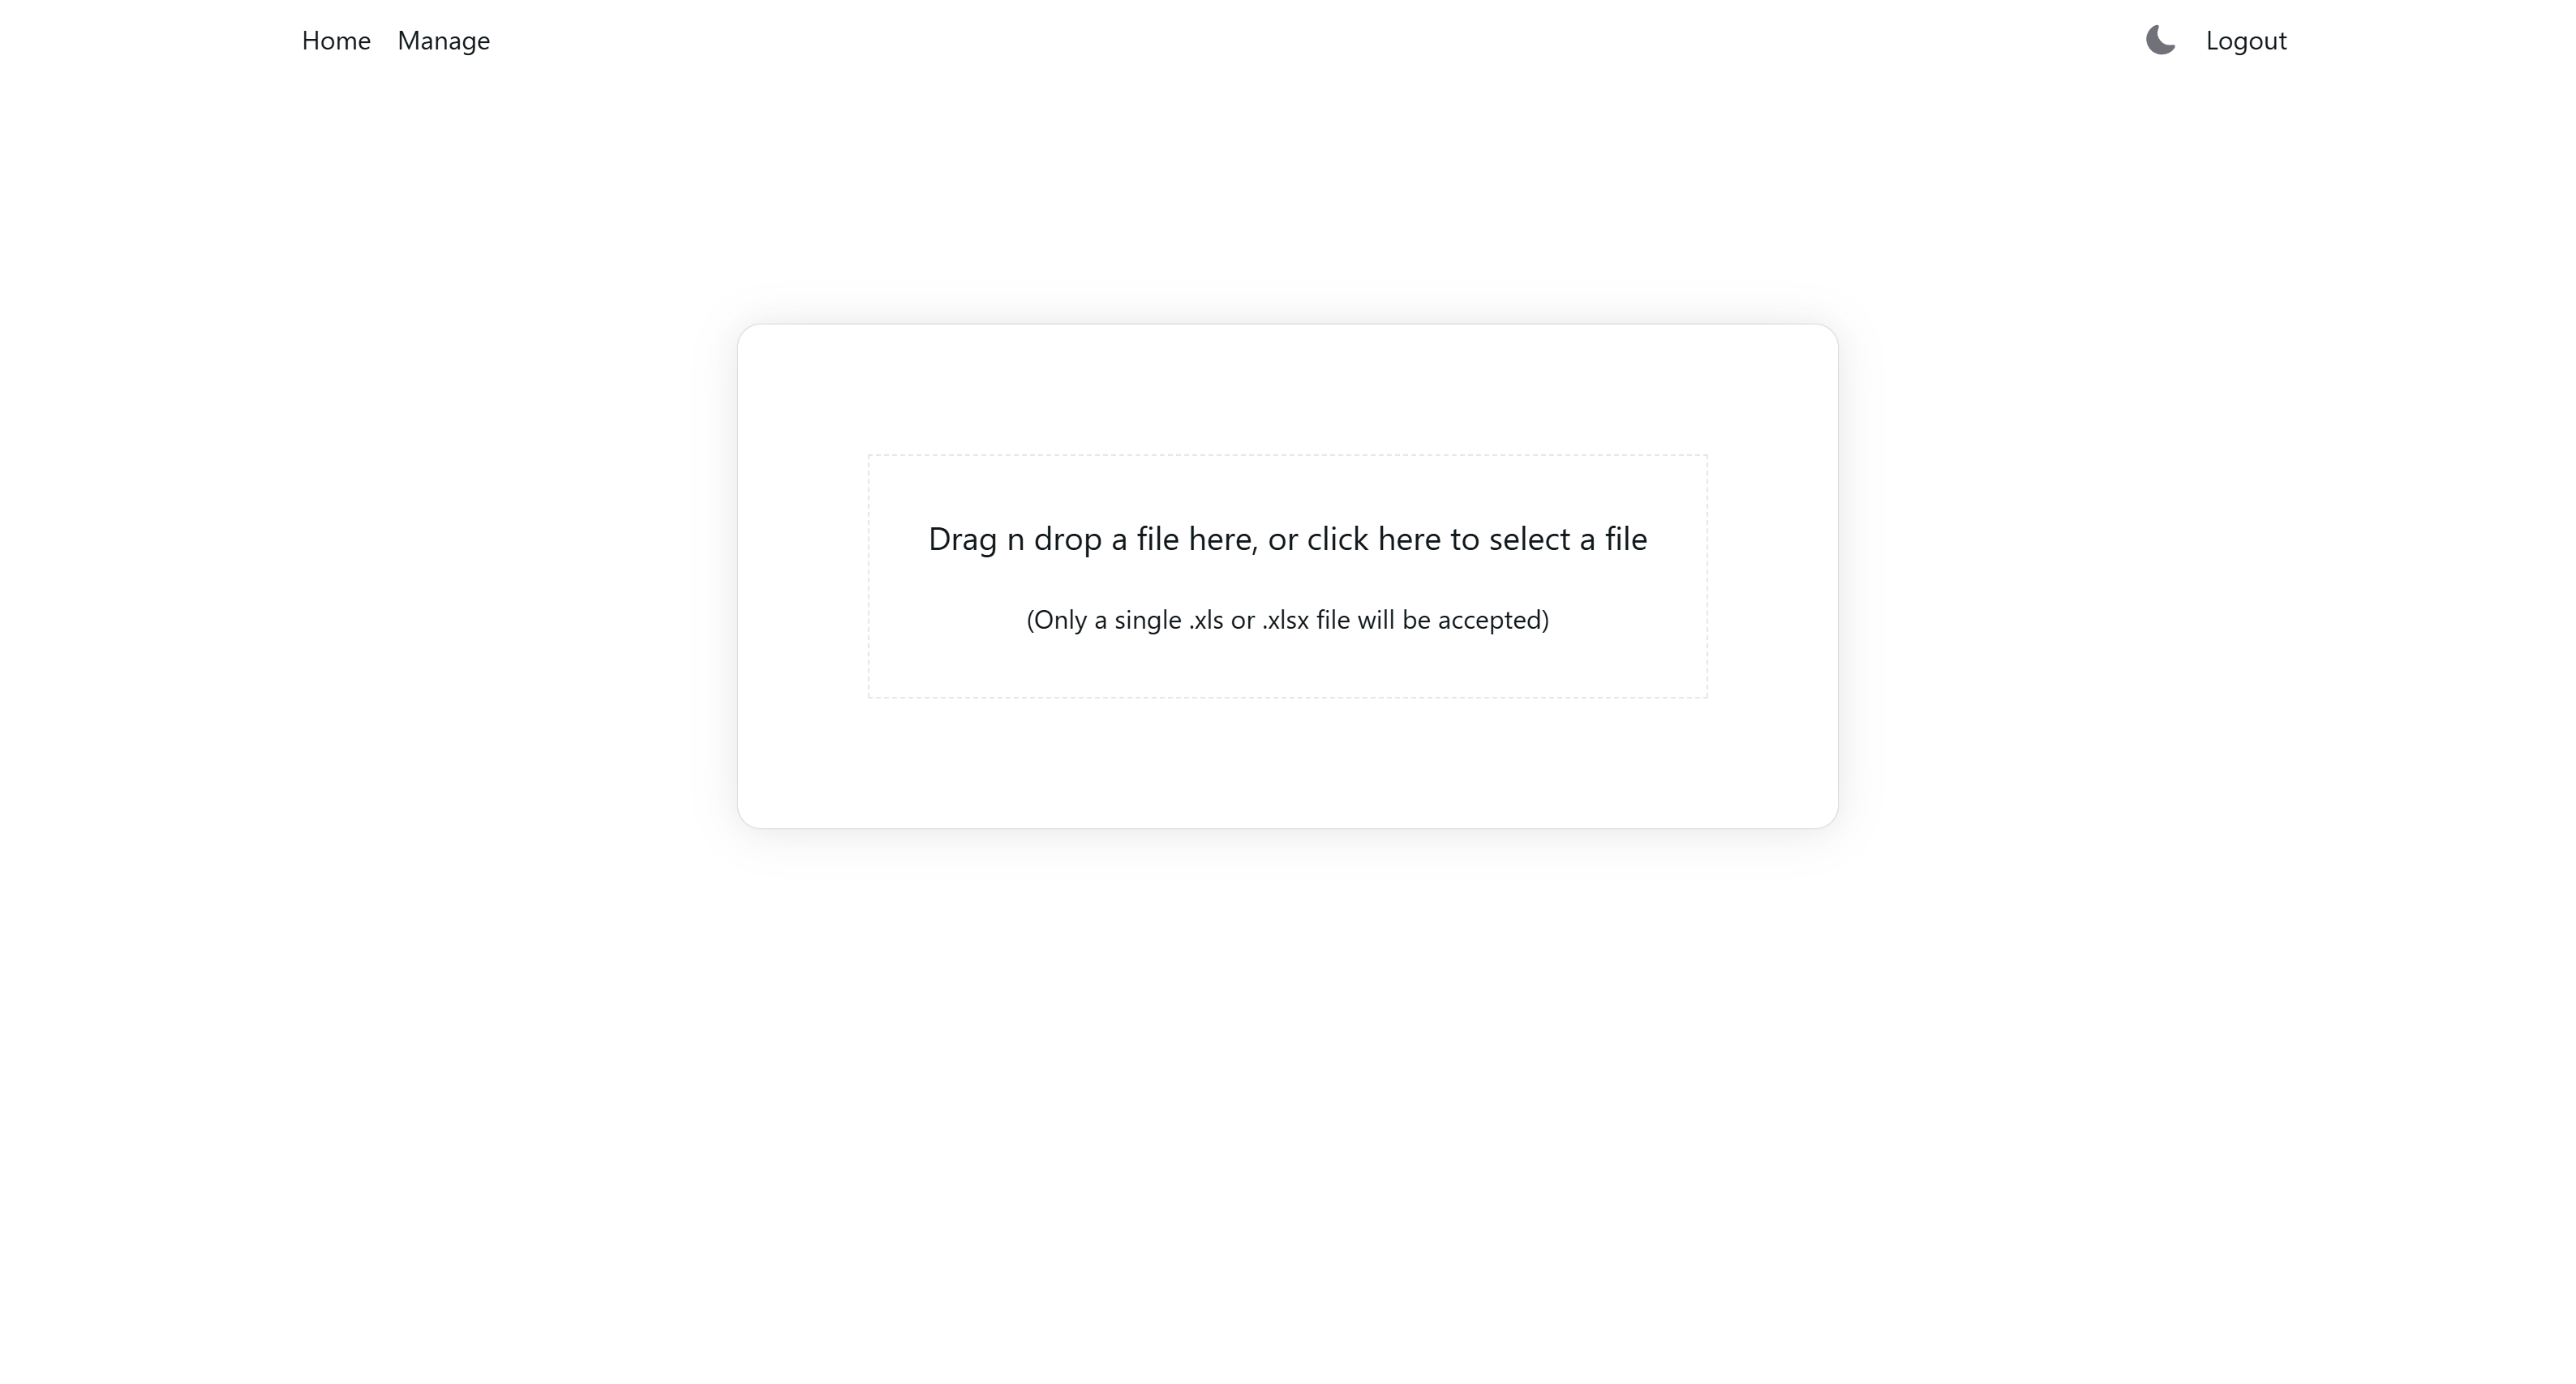 Home Manage Logout
Drag n drop a file here, or click here to select a file
(Only a single .xls or .xlsx file will be accepted)